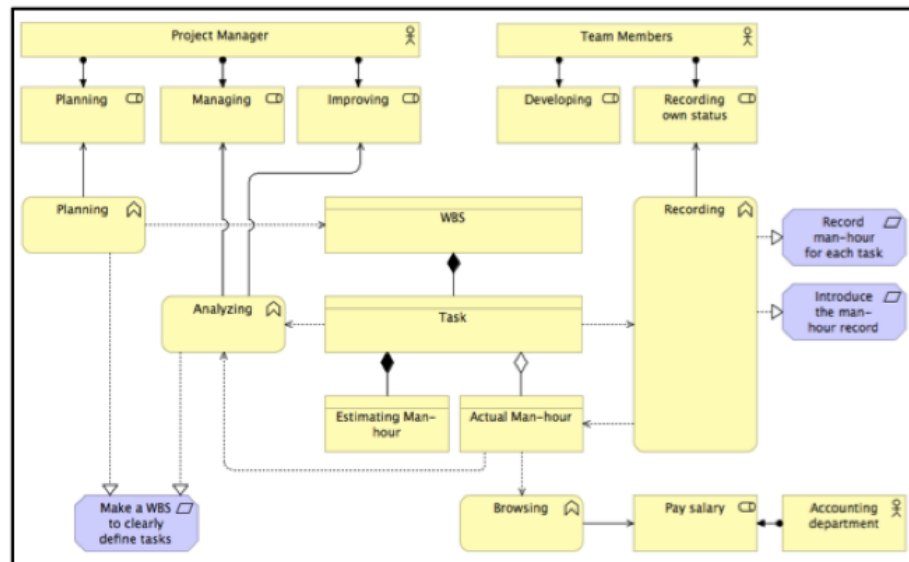 Project Manager
Team Members
Planning
Managing
Improving
Developing
Recording
own status
Planning
WBS
Recording
Record
man-hour
for each task
Analyzing
Task
Introduce
the man-
hour record
Estimating Man-
hour
Actual Man-hour
Make a WBS
to clearly
define tasks
Browsing
Pay salary
Accounting
department